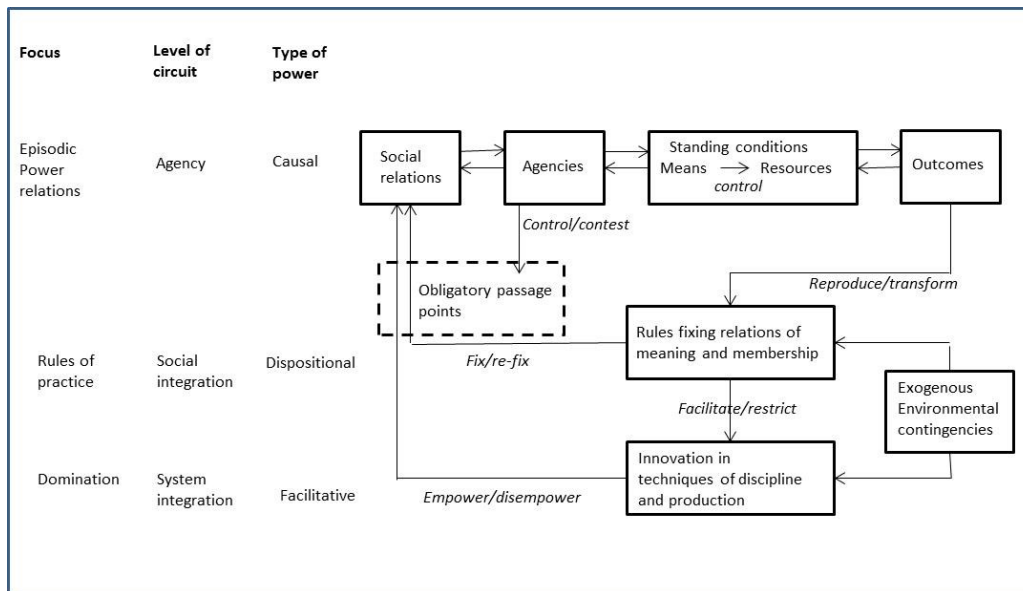 Focus
Level of
circuit
Type of
power
Episodic
Power
relations
Agency
Causal
Social
relations
Agencies
Standing conditions
Means
Resources
control
Outcomes
Control/contest
Obligatory passage
points
Reproduce/transform
Rules of
practice
Social
integration
Dispositional
Fix/re-fix
Rules fixing relations of
meaning and membership
Exogenous
Environmental
contingencies
Facilitate/restrict
Domination
System
integration
Facilitative
Empower/disempower
Innovation in
techniques of discipline
and production